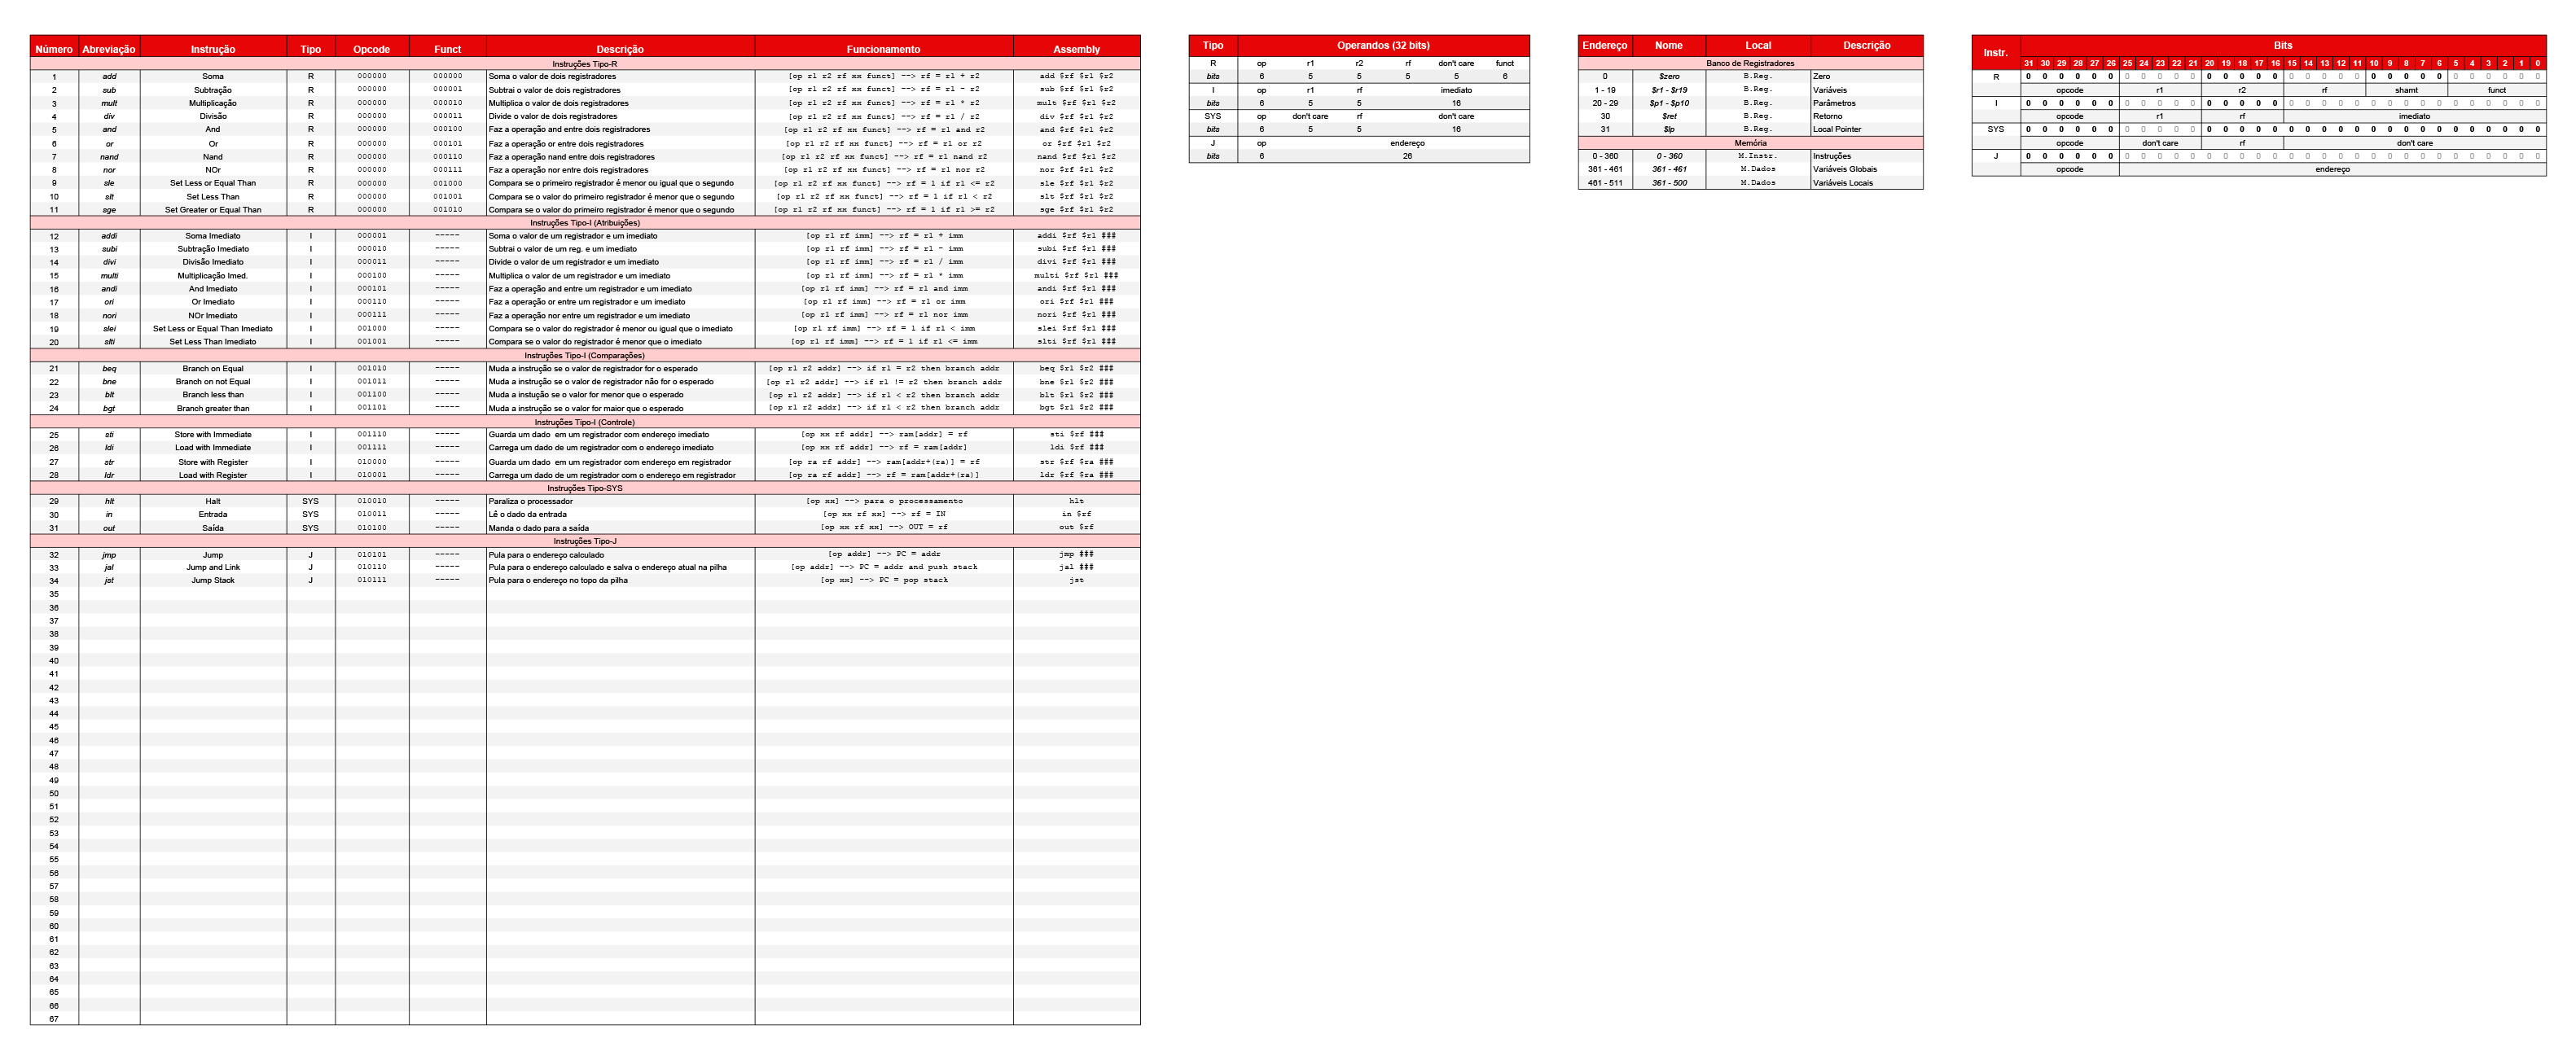 Número Abreviação Instrução Tipo Opcode Funct Descrição Funcionamento Assembly
Instruções Tipo-R
1 add Soma R 000000 000000 Soma o valor de dois registradores [op r1 r2 rf xx funct] --> rf = r1 + r2 add $rf $r1 $r2
2 sub Subtração R 000000 000001 Subtrai o valor de dois registradores [op r1 r2 rf xx funct] --> rf = r1 - r2 sub $rf $r1 $r2
3 mult Multiplicação R 000000 000010 Multiplica o valor de dois registradores [op r1 r2 rf xx funct] --> rf = r1 * r2 mult $rf $r1 $r2
4 div Divisão R 000000 000011 Divide o valor de dois registradores [op r1 r2 rf xx funct] --> rf = r1 / r2 div $rf $r1 $r2
5 and And R 000000 000100 Faz a operação and entre dois registradores [op r1 r2 rf xx funct] --> rf = r1 and r2 and $rf $r1 $r2
6 or Or R 000000 000101 Faz a operação or entre dois registradores [op r1 r2 rf xx funct] --> rf = r1 or r2 or $rf $r1 $r2
7 nand Nand R 000000 000110 Faz a operação nand entre dois registradores [op r1 r2 rf xx funct] --> rf = r1 nand r2 nand $rf $r1 $r2
8 nor NOr R 000000 000111 Faz a operação nor entre dois registradores [op r1 r2 rf xx funct] --> rf = r1 nor r2 nor $rf $r1 $r2
9 sle Set Less or Equal Than R 000000 001000 Compara se o primeiro registrador é menor ou igual que o segundo [op r1 r2 rf xx funct] --> rf = 1 if r1 <= r2 sle $rf $r1 $r2
10 slt Set Less Than R 000000 001001 Compara se o valor do primeiro registrador é menor que o segundo [op r1 r2 rf xx funct] --> rf = 1 if r1 < r2 slt $rf $r1 $r2
11 sge Set Greater or Equal Than R 000000 001010 Compara se o valor do primeiro registrador é menor que o segundo [op r1 r2 rf xx funct] --> rf = 1 if r1 >= r2 sge $rf $r1 $r2
Instruções Tipo-I (Atribuições)
12 addi Soma Imediato I 000001 ----- Soma o valor de um registrador e um imediato [op r1 rf imm] --> rf = r1 + imm addi $rf $r1 ###
13 subi Subtração Imediato I 000010 ----- Subtrai o valor de um reg. e um imediato [op r1 rf imm] --> rf = r1 - imm subi $rf $r1 ###
14 divi Divisão Imediato I 000011 ----- Divide o valor de um registrador e um imediato [op r1 rf imm] --> rf = r1 / imm divi $rf $r1 ###
15 multi Multiplicação Imed. I 000100 ----- Multiplica o valor de um registrador e um imediato [op r1 rf imm] --> rf = r1 * imm multi $rf $r1 ###
16 andi And Imediato I 000101 ----- Faz a operação and entre um registrador e um imediato [op r1 rf imm] --> rf = r1 and imm andi $rf $r1 ###
17 ori Or Imediato I 000110 ----- Faz a operação or entre um registrador e um imediato [op r1 rf imm] --> rf = r1 or imm ori $rf $r1 ###
18 nori NOr Imediato I 000111 ----- Faz a operação nor entre um registrador e um imediato [op r1 rf imm] --> rf = r1 nor imm nori $rf $r1 ###
19 slei Set Less or Equal Than Imediato I 001000 ----- Compara se o valor do registrador é menor ou igual que o imediato [op r1 rf imm] --> rf = 1 if r1 < imm slei $rf $r1 ###
20 slti Set Less Than Imediato I 001001 ----- Compara se o valor do registrador é menor que o imediato [op r1 rf imm] --> rf = 1 if r1 <= imm slti $rf $r1 ###
Instruções Tipo-I (Comparações)
21 beq Branch on Equal I 001010 ----- Muda a instrução se o valor de registrador for o esperado [op r1 r2 addr] --> if r1 = r2 then branch addr beq $r1 $r2 ###
22 bne Branch on not Equal I 001011 ----- Muda a instrução se o valor de registrador não for o esperado [op r1 r2 addr] --> if r1 != r2 then branch addr bne $r1 $r2 ###
23 blt Branch less than I 001100 ----- Muda a instução se o valor for menor que o esperado [op r1 r2 addr] --> if r1 < r2 then branch addr blt $r1 $r2 ###
24 bgt Branch greater than I 001101 ----- Muda a instrução se o valor for maior que o esperado [op r1 r2 addr] --> if r1 < r2 then branch addr bgt $r1 $r2 ###
Instruções Tipo-I (Controle)
25 sti Store with Immediate I 001110 ----- Guarda um dado em um registrador com endereço imediato [op xx rf addr] --> ram[addr] = rf sti $rf ###
26 ldi Load with Immediate I 001111 ----- Carrega um dado de um registrador com o endereço imediato [op xx rf addr] --> rf = ram[addr] ldi $rf ###
27 str Store with Register I 010000 ----- Guarda um dado em um registrador com endereço em registrador [op ra rf addr] --> ram[addr+(ra)] = rf str $rf $ra ###
28 ldr Load with Register I 010001 ----- Carrega um dado de um registrador com o endereço em registrador [op ra rf addr] --> rf = ram[addr+(ra)] ldr $rf $ra ###
Instruções Tipo-SYS
29 hlt Halt SYS 010010 ----- Paraliza o processador [op xx] --> para o processamento hlt
30 in Entrada SYS 010011 ----- Lê o dado da entrada [op xx rf xx] --> rf = IN in $rf
31 out Saída SYS 010100 ----- Manda o dado para a saída [op xx rf xx] --> OUT = rf out $rf
Instruções Tipo-J
32 jmp Jump J 010101 ----- Pula para o endereço calculado [op addr] --> PC = addr jmp ###
33 jal Jump and Link J 010110 ----- Pula para o endereço calculado e salva o endereço atual na pilha [op addr] --> PC = addr and push stack jal ###
34 jst Jump Stack J 010111 ----- Pula para o endereço no topo da pilha [op xx] --> PC = pop stack jst
35
36
37
38
39
40
41
42
43
44
45
46
47
48
49
50
51
52
53
54
55
56
57
58
59
60
61
62
63
64
65
66
67
Tipo Operandos (32 bits)
R op r1 r2 rf don't care funct
bits 6 5 5 5 5 6
I op r1 rf imediato
bits 6 5 5 16
SYS op don't care rf don't care
bits 6 5 5 16
J op endereço
bits 6 26
Endereço Nome Local Descrição
Banco de Registradores
0 $zero B.Reg. Zero
1 - 19 $r1 - $r19 B.Reg. Variáveis
20 - 29 $p1 - $p10 B.Reg. Parâmetros
30 $ret B.Reg. Retorno
31 $lp B.Reg. Local Pointer
Memória
0 - 360 0 - 360 M.Instr. Instruções
361 - 461 361 - 461 M.Dados Variáveis Globais
461 - 511 361 - 500 M.Dados Variáveis Locais
Instr. Bits
31 30 29 28 27 26 25 24 23 22 21 20 19 18 17 16 15 14 13 12 11 10 9 8 7 6 5 4 3 2 1 0
R 0 0 0 0 0 0 0 0 0 0 0 0 0 0 0 0 0 0 0 0 0 0 0 0 0 0 0 0 0 0 0 0
opcode r1 r2 rf shamt funct
I 0 0 0 0 0 0 0 0 0 0 0 0 0 0 0 0 0 0 0 0 0 0 0 0 0 0 0 0 0 0 0 0
opcode r1 rf imediato
SYS 0 0 0 0 0 0 0 0 0 0 0 0 0 0 0 0 0 0 0 0 0 0 0 0 0 0 0 0 0 0 0 0
opcode don't care rf don't care
J 0 0 0 0 0 0 0 0 0 0 0 0 0 0 0 0 0 0 0 0 0 0 0 0 0 0 0 0 0 0 0 0
opcode endereço